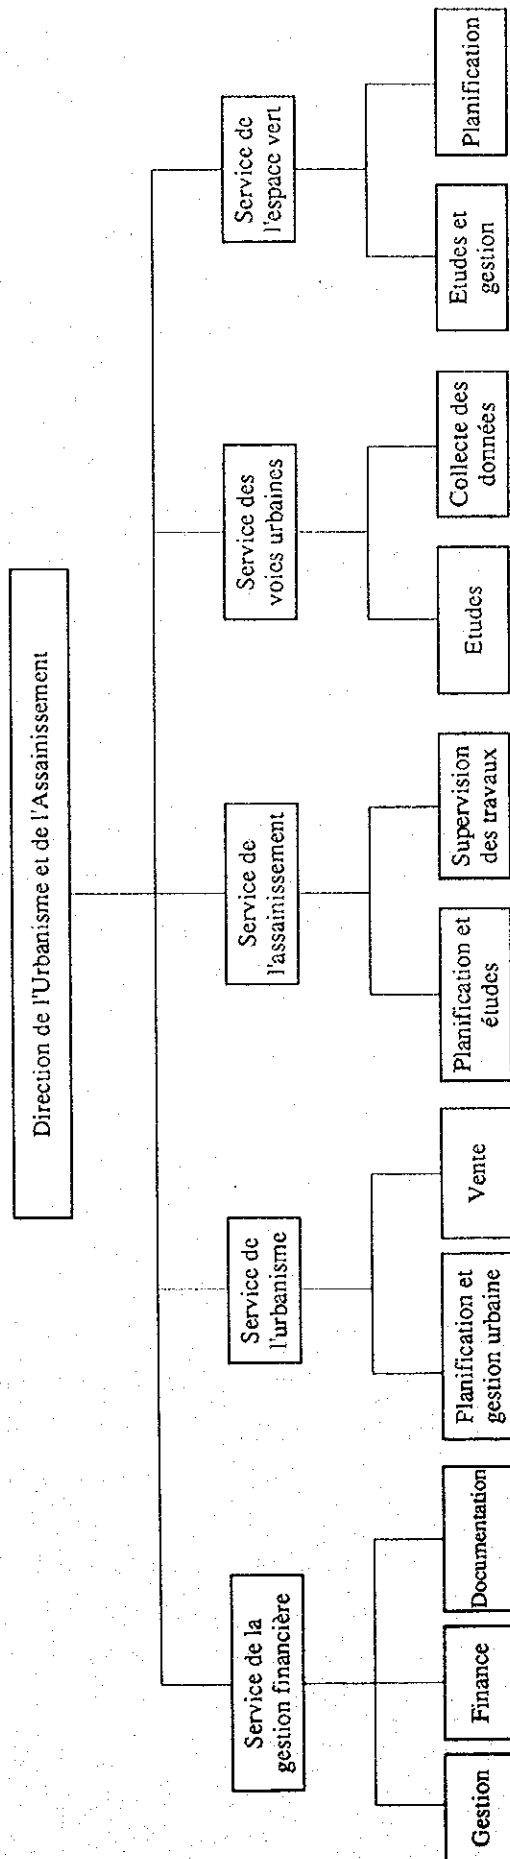 Direction de l'Urbanisme et de l'Assainissement
Service de la
gestion financière
Service de
l'urbanisme
Service de
l'assainissement
Service des
voies urbaines
Service de
l'espace vert
Gestion
Finance
Documentation
Planification et
gestion urbaine
Vente
Planification et
études
Supervision
des travaux
Etudes
Collecte des
données
Etudes et
gestion
Planification